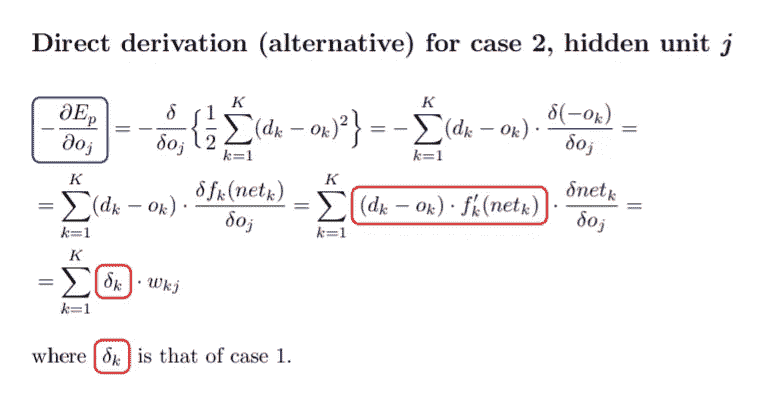 Direct derivation (alternative) for case 2, hidden unit j
$-\frac{\partial E_p}{\partial o_j} = -\frac{\delta}{\delta o_j}\left\{\frac{1}{2}\sum_{k=1}^{K}(d_k - o_k)^2\right\} = -\sum_{k=1}^{K}(d_k - o_k) \cdot \frac{\delta(-o_k)}{\delta o_j} =$
$= \sum_{k=1}^{K}(d_k - o_k) \cdot \frac{\delta f_k(net_k)}{\delta o_j} = \sum_{k=1}^{K}(d_k - o_k) \cdot f'_k(net_k) \cdot \frac{\delta net_k}{\delta o_j} =$
$= \sum_{k=1}^{K}\delta_k \cdot w_{kj}$
where $\delta_k$ is that of case 1.